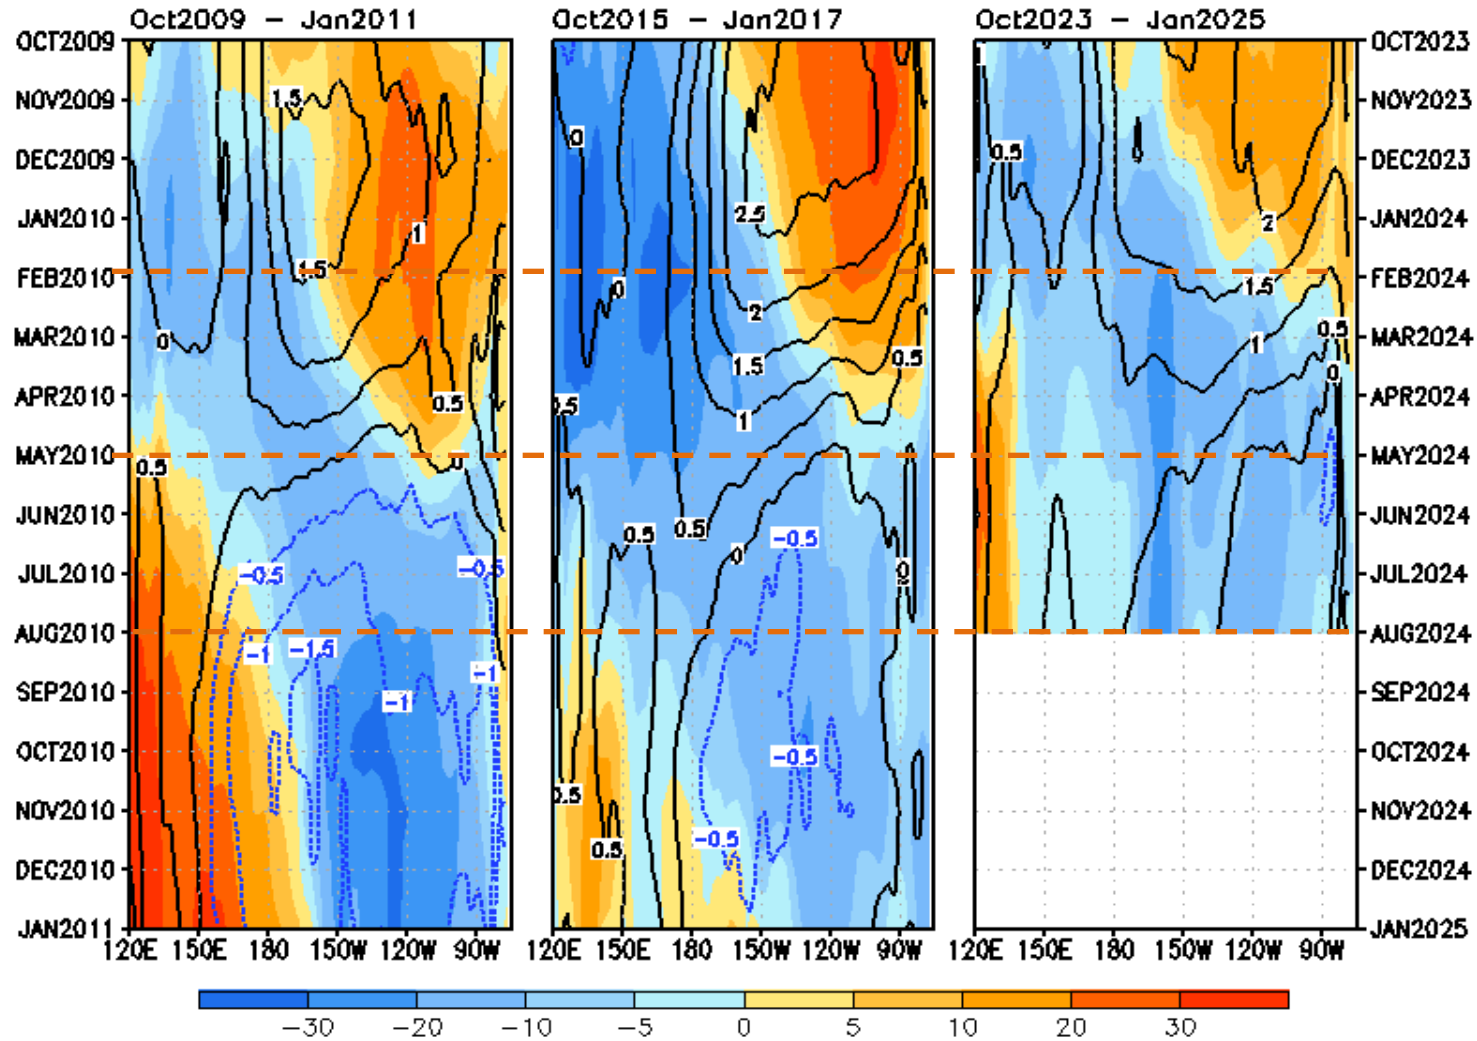 Oct2009 - Jan2011
Oct2015 - Jan2017
Oct2023 - Jan2025
OCT2009
NOV2009
DEC2009
JAN2010
FEB2010
MAR2010
APR2010
MAY2010
JUN2010
JUL2010
AUG2010
SEP2010
OCT2010
NOV2010
DEC2010
JAN2011
1.5
1
1.5
0
0.5
0
0.5
-0.5
-0.5
-1
-1.5
-1
-1
0
2.5
0
2
1.5
0.5
.5
1
0.5
0.5
-0.5
0
0
-0.5
0.5
-0.5
0.5
0.5
2
1.5
0.5
1
0
OCT2023
NOV2023
DEC2023
JAN2024
FEB2024
MAR2024
APR2024
MAY2024
JUN2024
JUL2024
AUG2024
SEP2024
OCT2024
NOV2024
DEC2024
JAN2025
120E 150E 180 150W 120W 90W
120E 150E 180 150W 120W 90W
120E 150E 180 150W 120W 90W
-30 -20 -10 -5 0 5 10 20 30